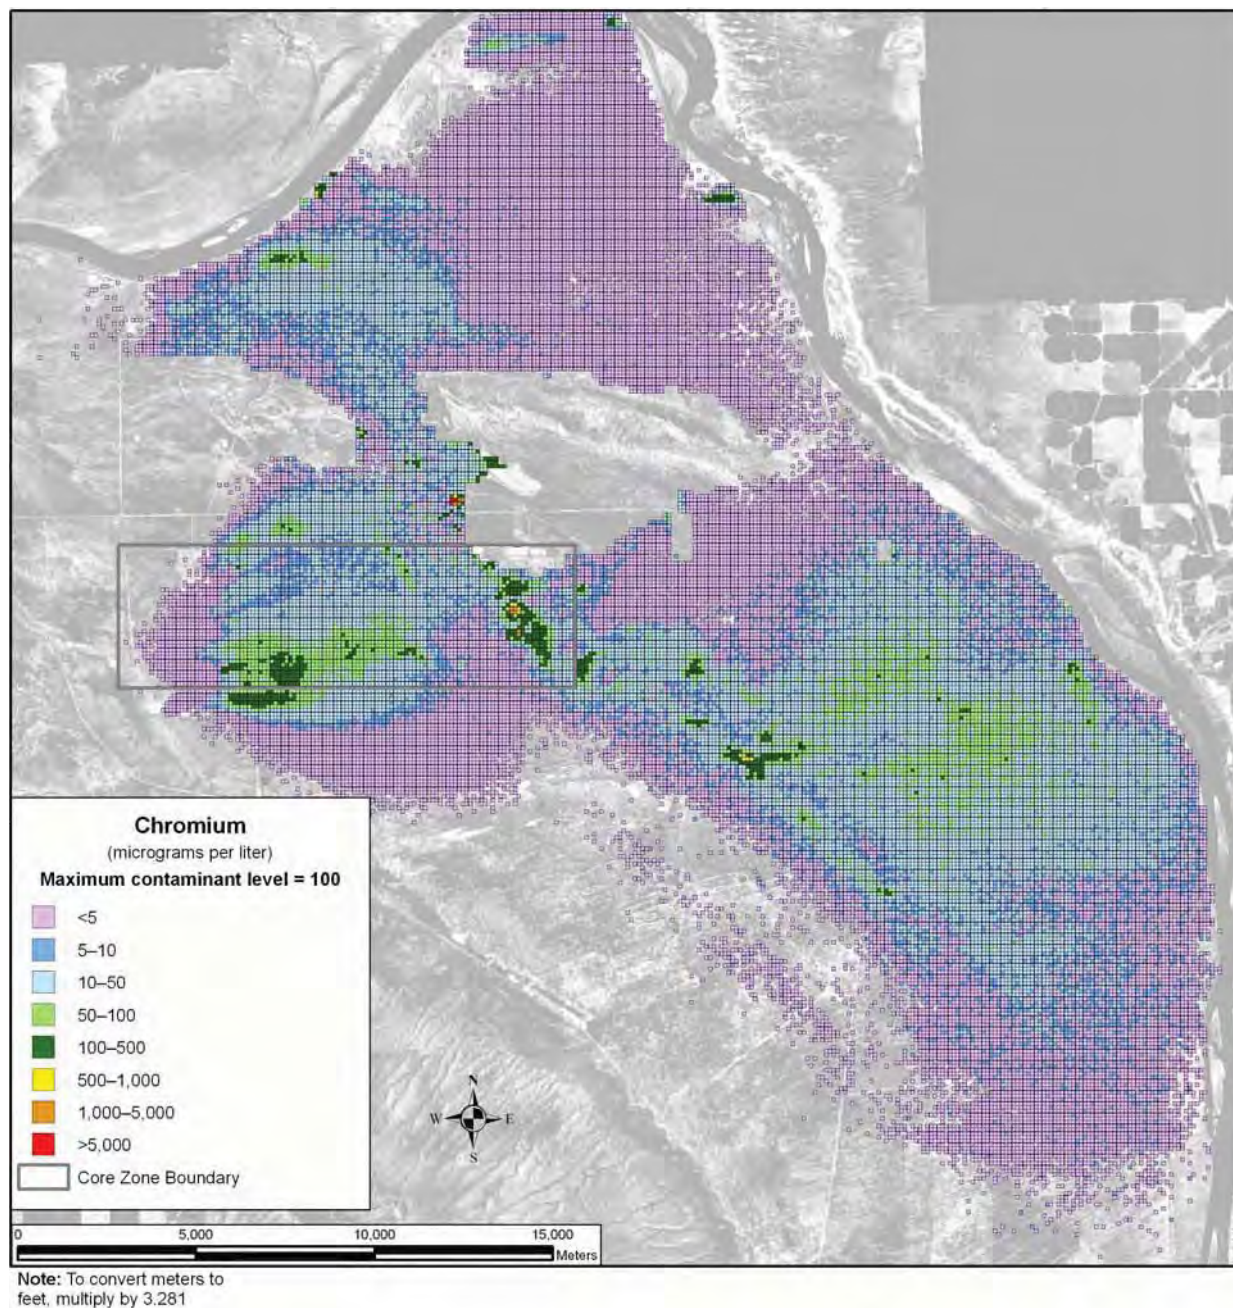 Chromium
(micrograms per liter)
Maximum contaminant level = 100
<5
5–10
10–50
50–100
100–500
500–1,000
1,000–5,000
>5,000
Core Zone Boundary
N
W E
S
0 5,000 10,000 15,000
Meters
Note: To convert meters to
feet, multiply by 3.281